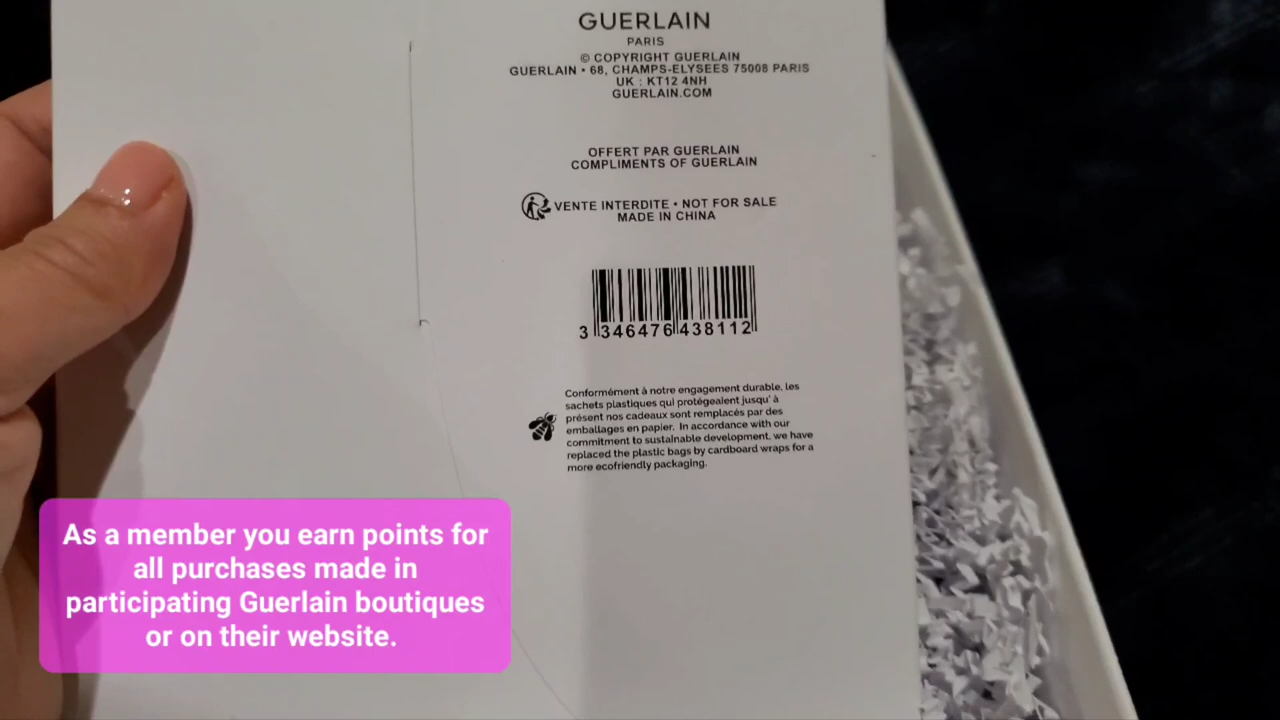 GUERLAIN
PARIS
© COPYRIGHT GUERLAIN
GUERLAIN • 68, CHAMPS-ELYSEES 75008 PARIS
UK : KT12 4NH
GUERLAIN.COM
OFFERT PAR GUERLAIN
COMPLIMENTS OF GUERLAIN
VENTE INTERDITE • NOT FOR SALE
MADE IN CHINA
3 346476 438112
Conformément à notre engagement durable, les
sachets plastiques qui protégeaient jusqu' à
présent nos cadeaux sont remplacés par des
emballages en papier. In accordance with our
commitment to sustainable development, we have
replaced the plastic bags by cardboard wraps for a
more ecofriendly packaging.
As a member you earn points for
all purchases made in
participating Guerlain boutiques
or on their website.